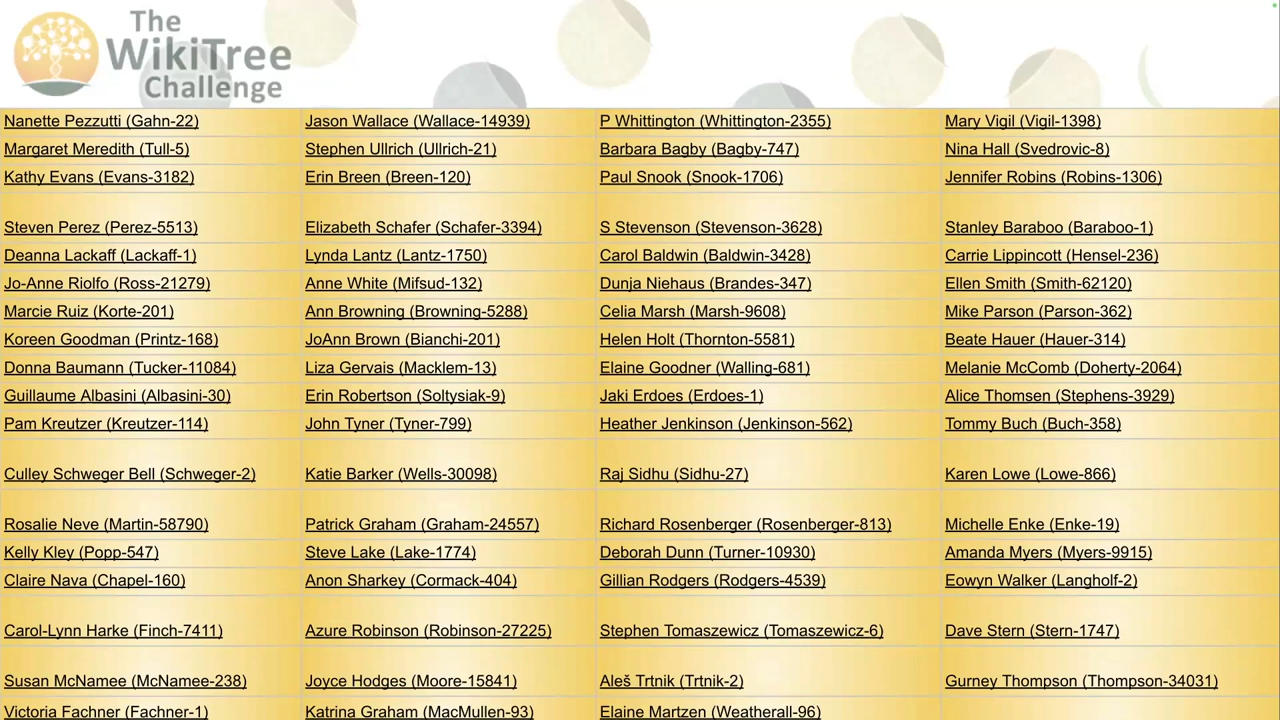 The
WikiTree
Challenge
Nanette Pezzutti (Gahn-22) Jason Wallace (Wallace-14939) P Whittington (Whittington-2355) Mary Vigil (Vigil-1398)
Margaret Meredith (Tull-5) Stephen Ullrich (Ullrich-21) Barbara Bagby (Bagby-747) Nina Hall (Svedrovic-8)
Kathy Evans (Evans-3182) Erin Breen (Breen-120) Paul Snook (Snook-1706) Jennifer Robins (Robins-1306)
Steven Perez (Perez-5513) Elizabeth Schafer (Schafer-3394) S Stevenson (Stevenson-3628) Stanley Baraboo (Baraboo-1)
Deanna Lackaff (Lackaff-1) Lynda Lantz (Lantz-1750) Carol Baldwin (Baldwin-3428) Carrie Lippincott (Hensel-236)
Jo-Anne Riolfo (Ross-21279) Anne White (Mifsud-132) Dunja Niehaus (Brandes-347) Ellen Smith (Smith-62120)
Marcie Ruiz (Korte-201) Ann Browning (Browning-5288) Celia Marsh (Marsh-9608) Mike Parson (Parson-362)
Koreen Goodman (Printz-168) JoAnn Brown (Bianchi-201) Helen Holt (Thornton-5581) Beate Hauer (Hauer-314)
Donna Baumann (Tucker-11084) Liza Gervais (Macklem-13) Elaine Goodner (Walling-681) Melanie McComb (Doherty-2064)
Guillaume Albasini (Albasini-30) Erin Robertson (Soltysiak-9) Jaki Erdoes (Erdoes-1) Alice Thomsen (Stephens-3929)
Pam Kreutzer (Kreutzer-114) John Tyner (Tyner-799) Heather Jenkinson (Jenkinson-562) Tommy Buch (Buch-358)
Culley Schweger Bell (Schweger-2) Katie Barker (Wells-30098) Raj Sidhu (Sidhu-27) Karen Lowe (Lowe-866)
Rosalie Neve (Martin-58790) Patrick Graham (Graham-24557) Richard Rosenberger (Rosenberger-813) Michelle Enke (Enke-19)
Kelly Kley (Popp-547) Steve Lake (Lake-1774) Deborah Dunn (Turner-10930) Amanda Myers (Myers-9915)
Claire Nava (Chapel-160) Anon Sharkey (Cormack-404) Gillian Rodgers (Rodgers-4539) Eowyn Walker (Langholf-2)
Carol-Lynn Harke (Finch-7411) Azure Robinson (Robinson-27225) Stephen Tomaszewicz (Tomaszewicz-6) Dave Stern (Stern-1747)
Susan McNamee (McNamee-238) Joyce Hodges (Moore-15841) Aleš Trtnik (Trtnik-2) Gurney Thompson (Thompson-34031)
Victoria Fachner (Fachner-1) Katrina Graham (MacMullen-93) Elaine Martzen (Weatherall-96)